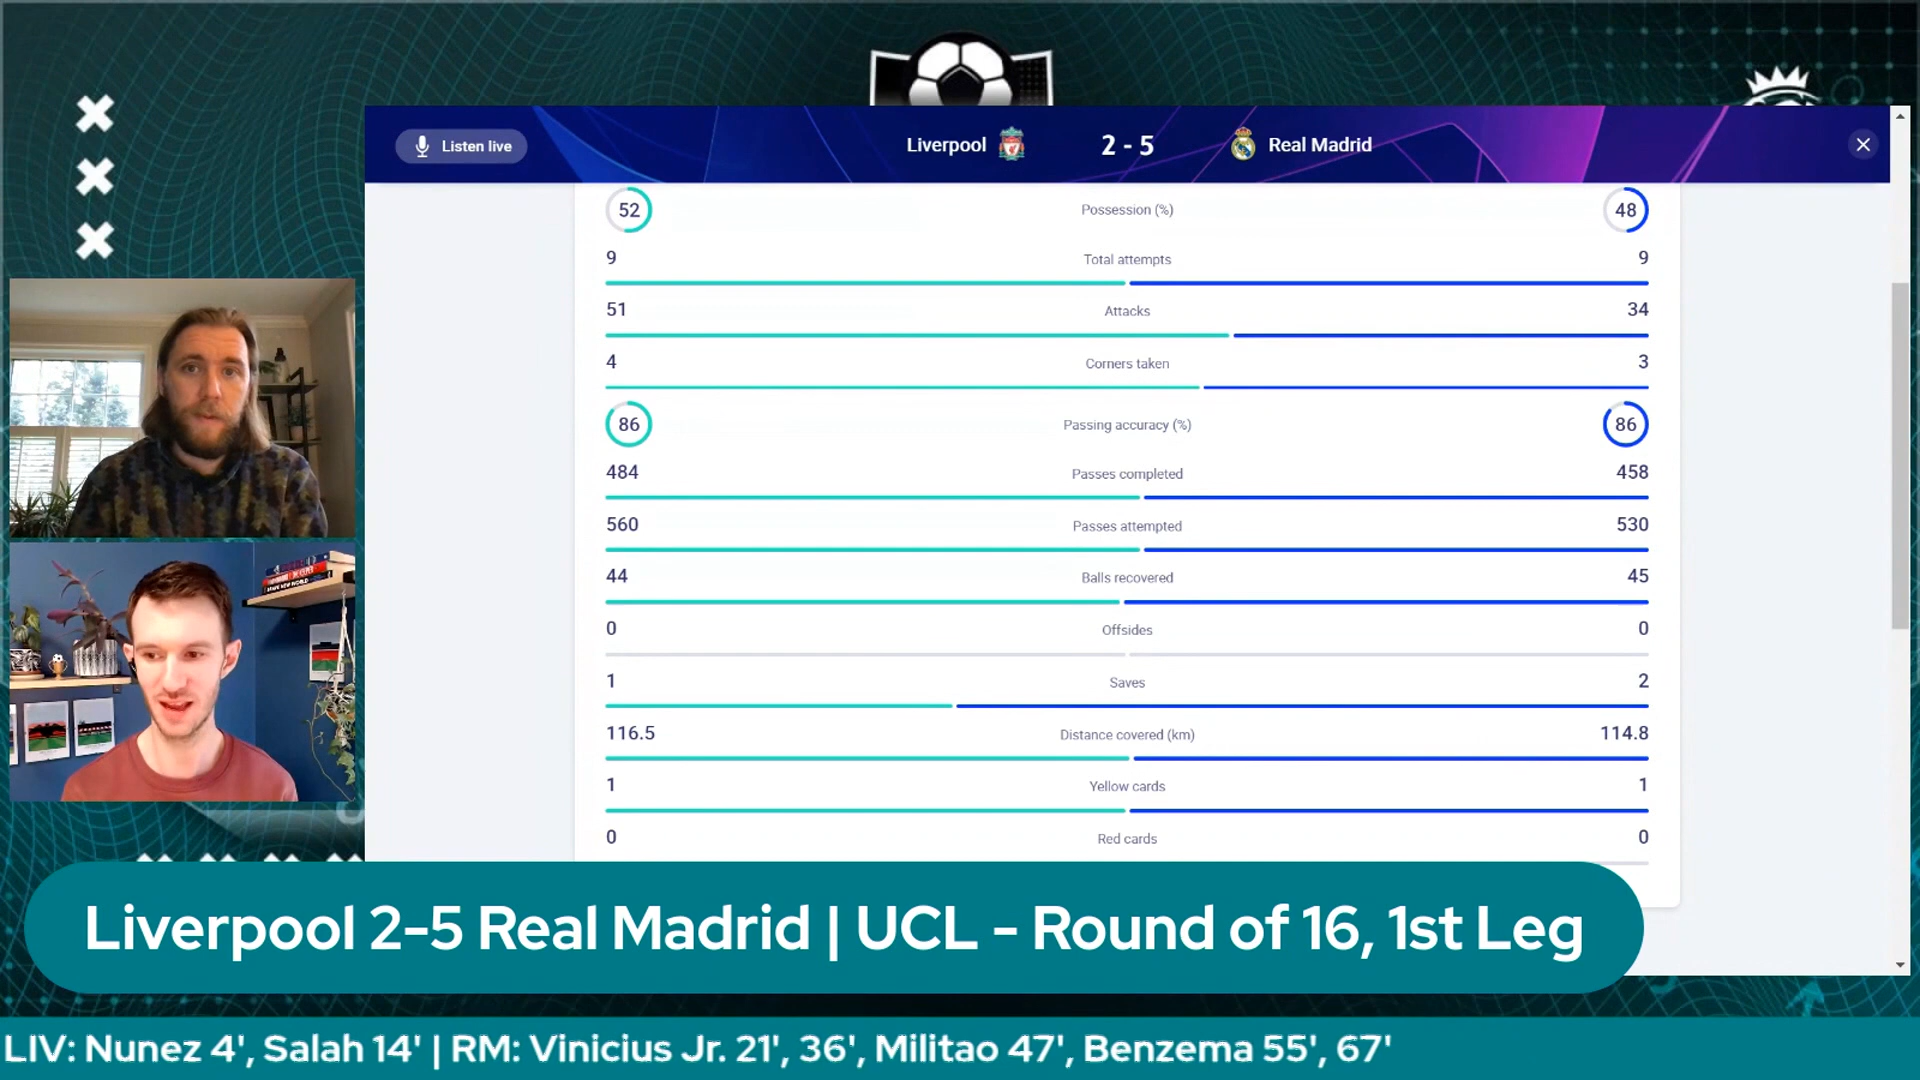 Listen live
Liverpool 2 - 5 Real Madrid
52 Possession (%) 48
9 Total attempts 9
51 Attacks 34
4 Corners taken 3
86 Passing accuracy (%) 86
484 Passes completed 458
560 Passes attempted 530
44 Balls recovered 45
0 Offsides 0
1 Saves 2
116.5 Distance covered (km) 114.8
1 Yellow cards 1
0 Red cards 0
Liverpool 2-5 Real Madrid | UCL - Round of 16, 1st Leg
LIV: Nunez 4', Salah 14' | RM: Vinicius Jr. 21', 36', Militao 47', Benzema 55', 67'